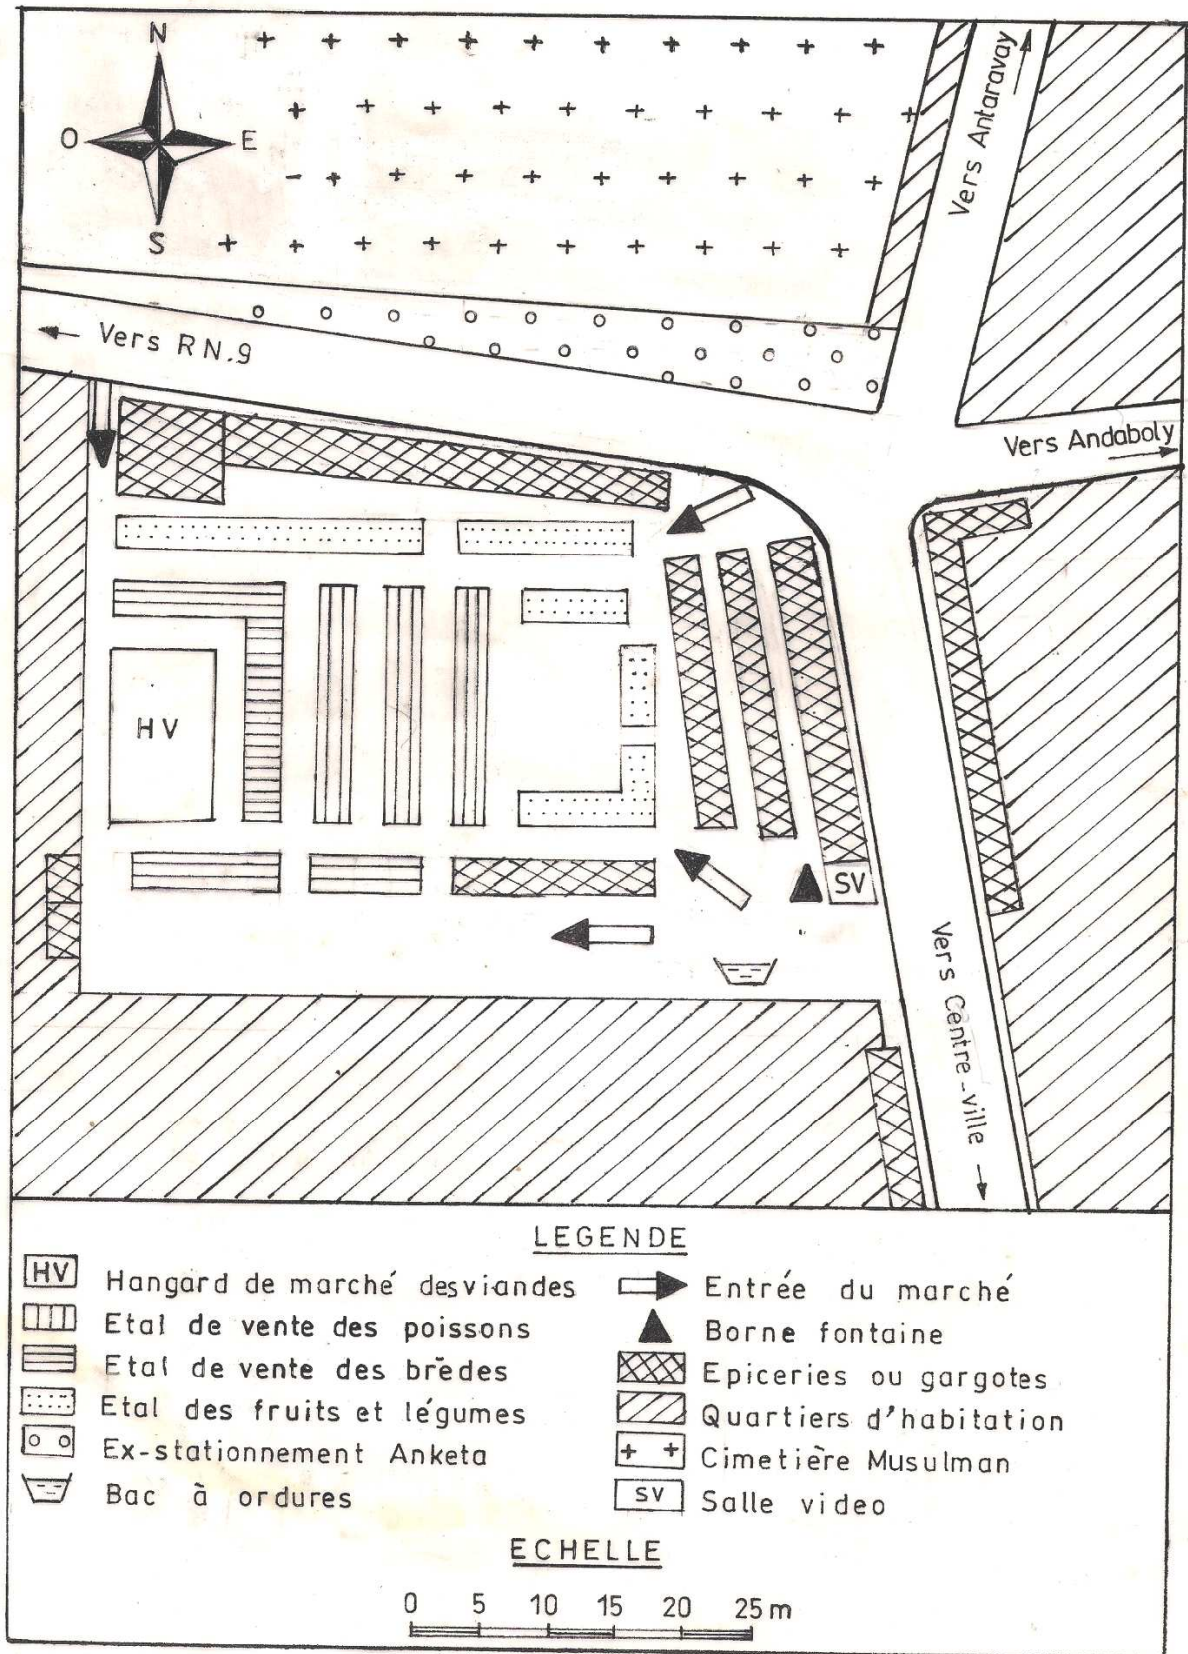 N
O E
S
Vers Antaravay
Vers RN.9
Vers Andaboly
HV
SV
Vers Centre-ville
LEGENDE
HV Hangard de marché des viandes
Etal de vente des poissons
Etal de vente des brèdes
Etal des fruits et légumes
Ex-stationnement Anketa
Bac à ordures
Entrée du marché
Borne fontaine
Epiceries ou gargotes
Quartiers d'habitation
Cimetière Musulman
SV Salle video
ECHELLE
0 5 10 15 20 25 m